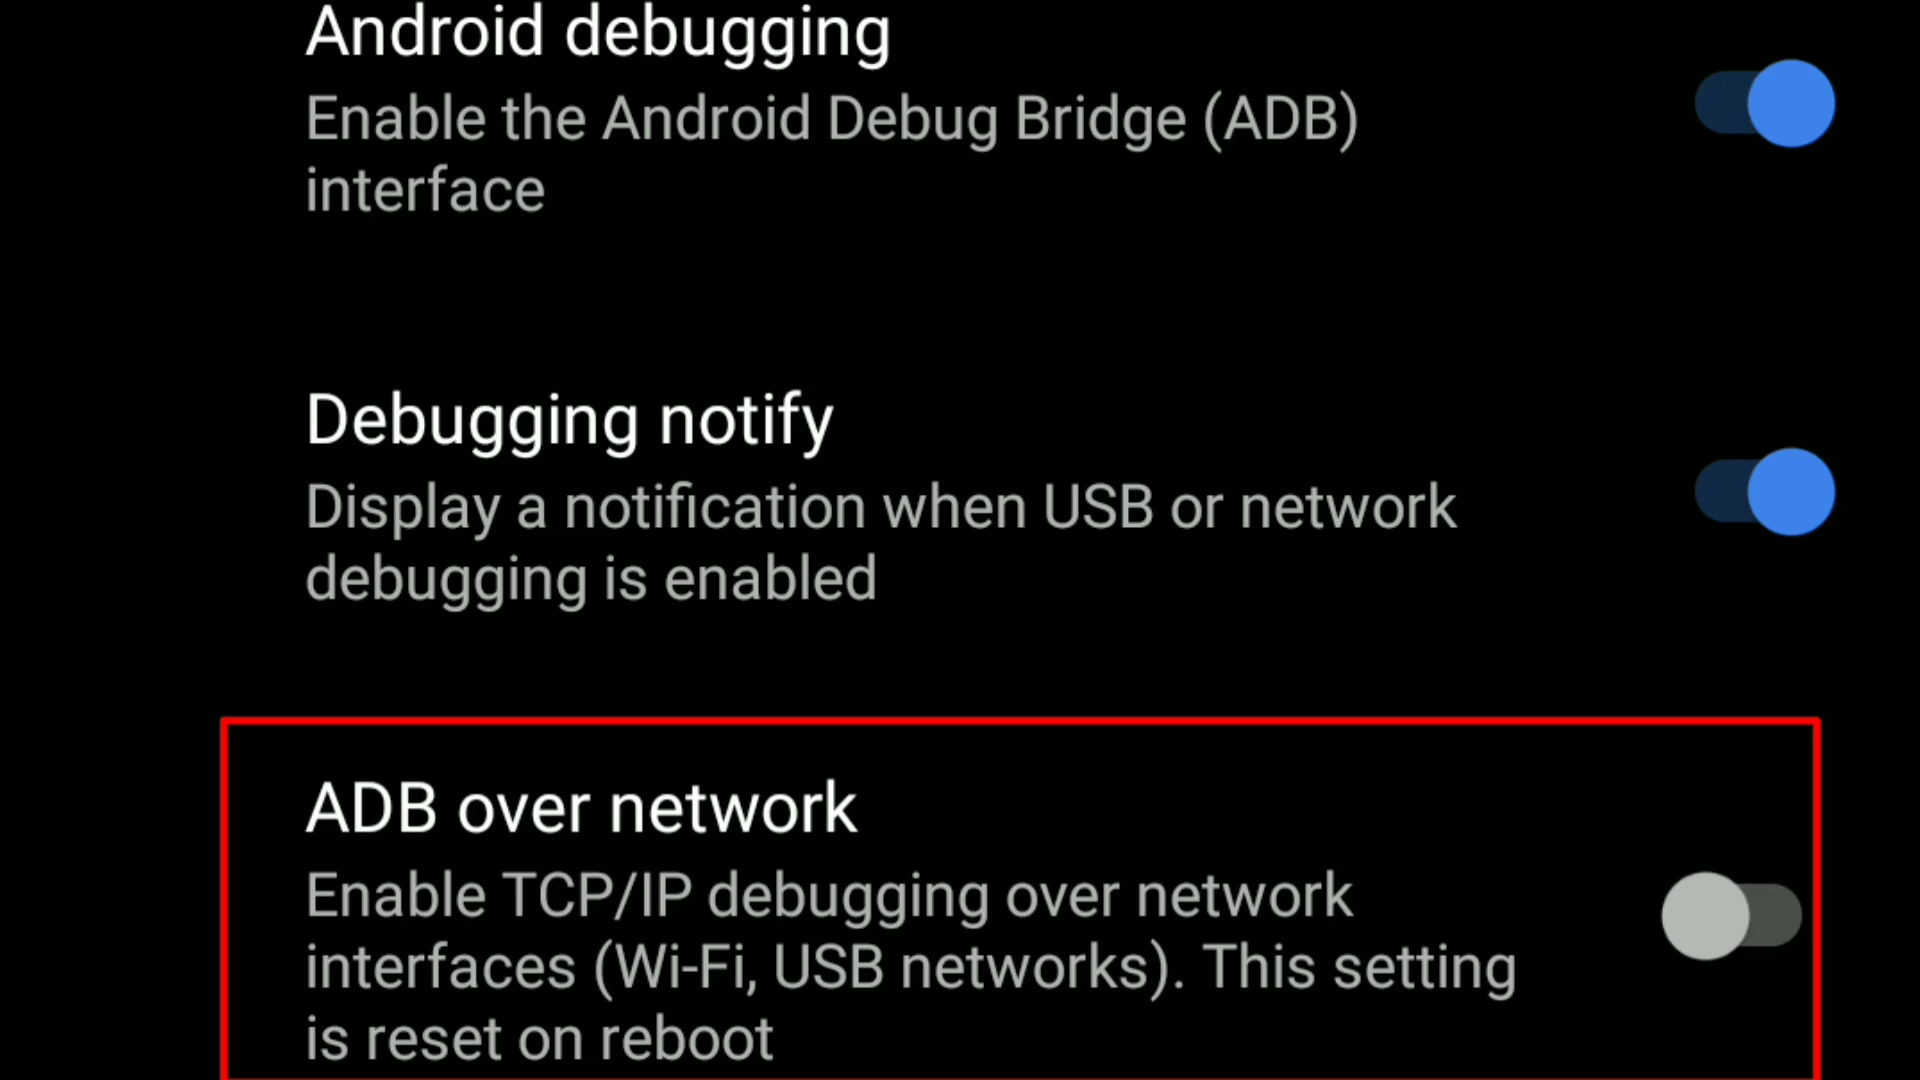 Android debugging
Enable the Android Debug Bridge (ADB)
interface
Debugging notify
Display a notification when USB or network
debugging is enabled
ADB over network
Enable TCP/IP debugging over network
interfaces (Wi-Fi, USB networks). This setting
is reset on reboot